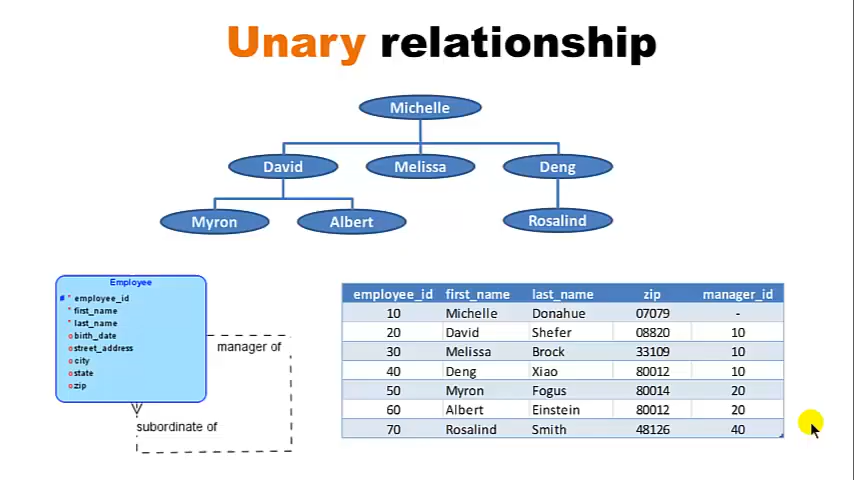 Unary relationship
Michelle
David Melissa Deng
Myron Albert Rosalind
Employee
* employee_id
* first_name
* last_name
birth_date
street_address
city
state
zip
manager of
subordinate of
employee_id first_name last_name zip manager_id
10 Michelle Donahue 07079 -
20 David Shefer 08820 10
30 Melissa Brock 33109 10
40 Deng Xiao 80012 10
50 Myron Fogus 80014 20
60 Albert Einstein 80012 20
70 Rosalind Smith 48126 40